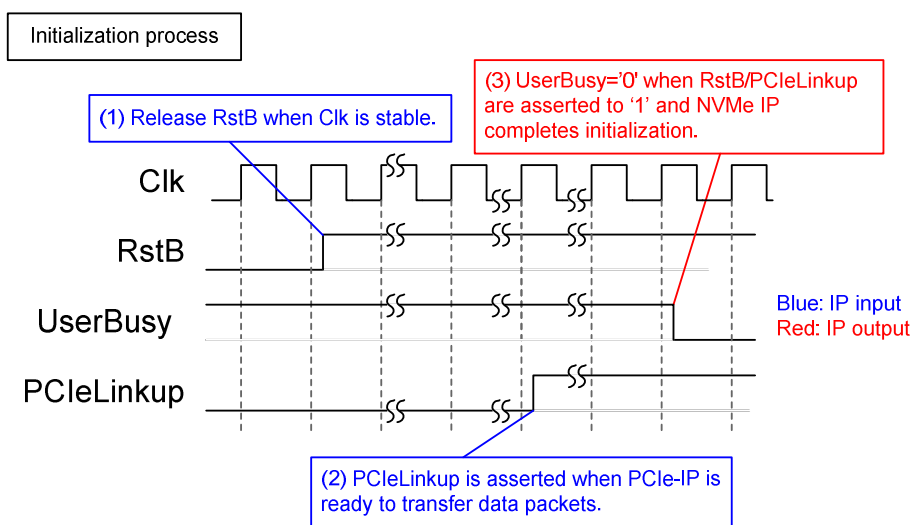 Initialization process
(3) UserBusy='0' when RstB/PCIeLinkup
are asserted to ‘1’ and NVMe IP
completes initialization.
(1) Release RstB when Clk is stable.
Clk
RstB
UserBusy
Blue: IP input
Red: IP output
PCIeLinkup
(2) PCIeLinkup is asserted when PCIe-IP is
ready to transfer data packets.